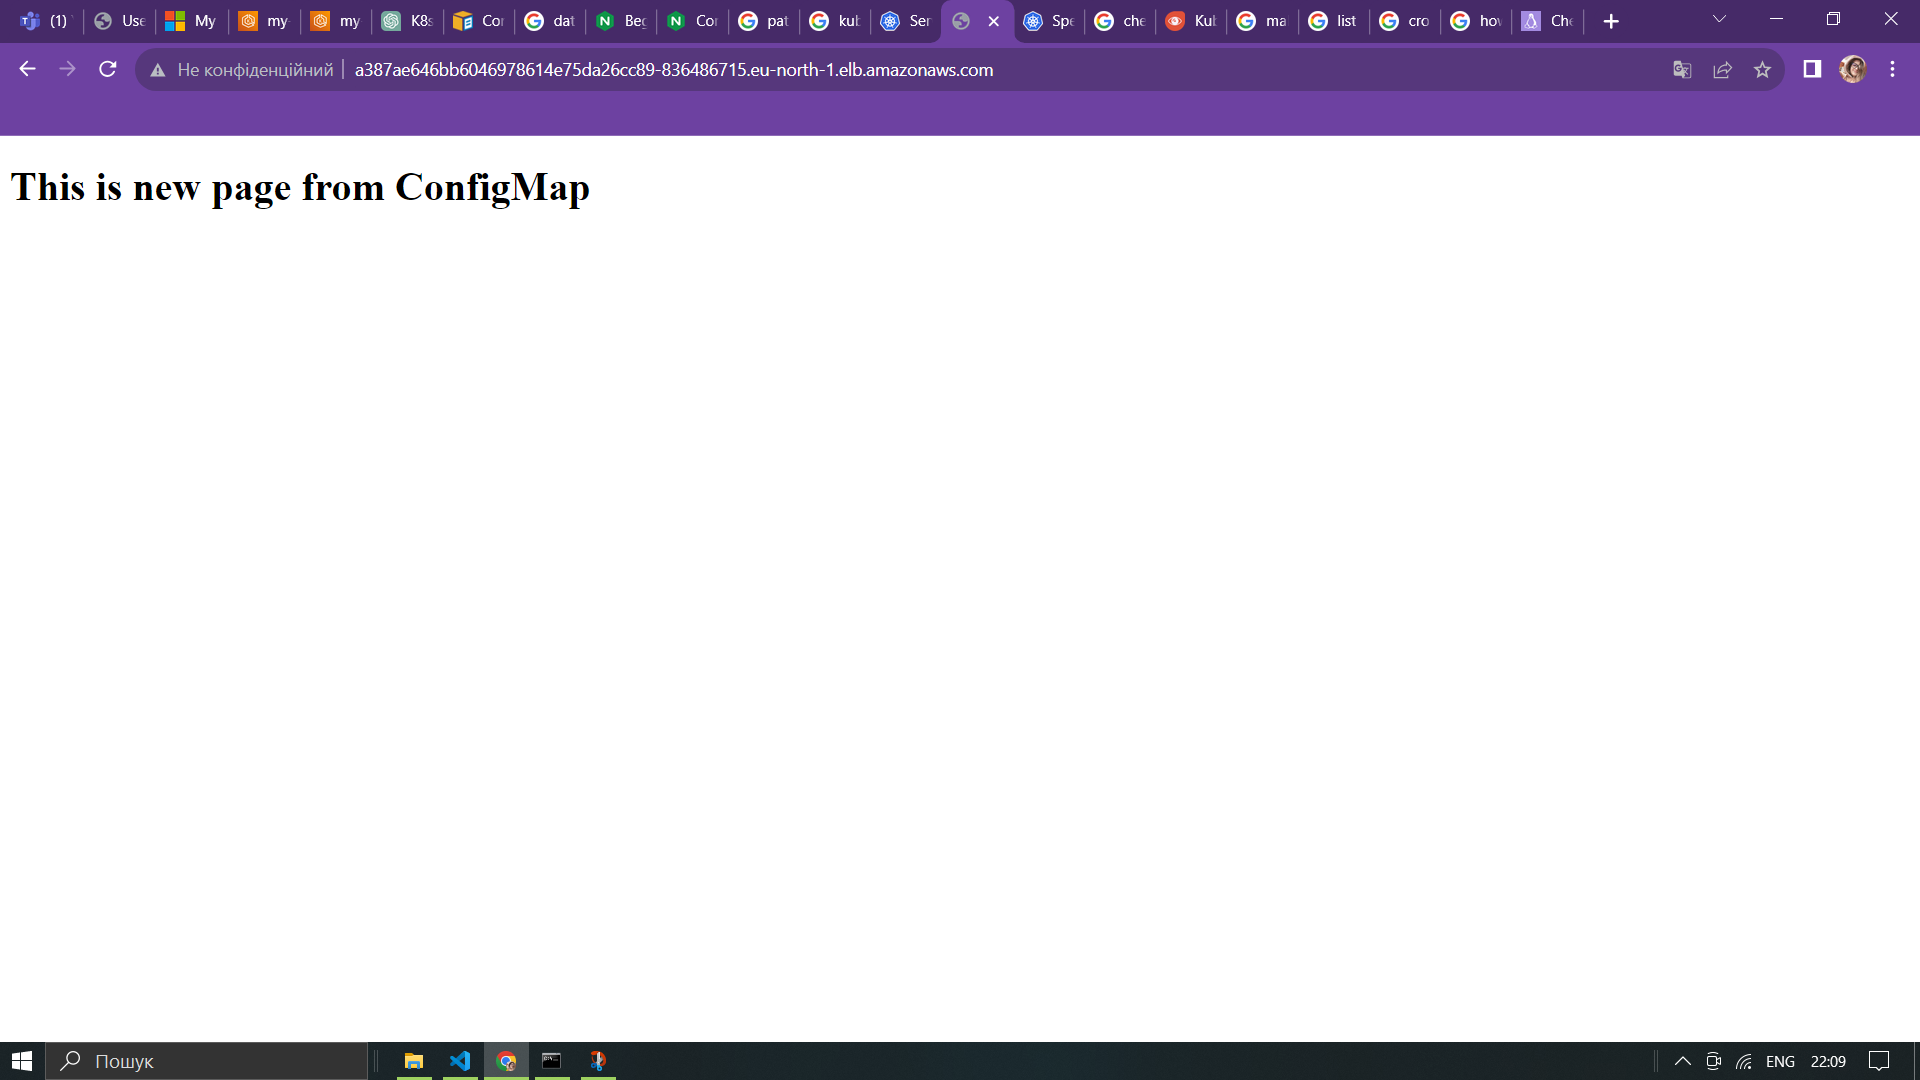 (1) Use My my my K8s Cor dat Beg Cor pat kub Ser Spe che Kub ma list cro hov Che
Не конфіденційний a387ae646bb6046978614e75da26cc89-836486715.eu-north-1.elb.amazonaws.com
This is new page from ConfigMap
Пошук ENG 22:09